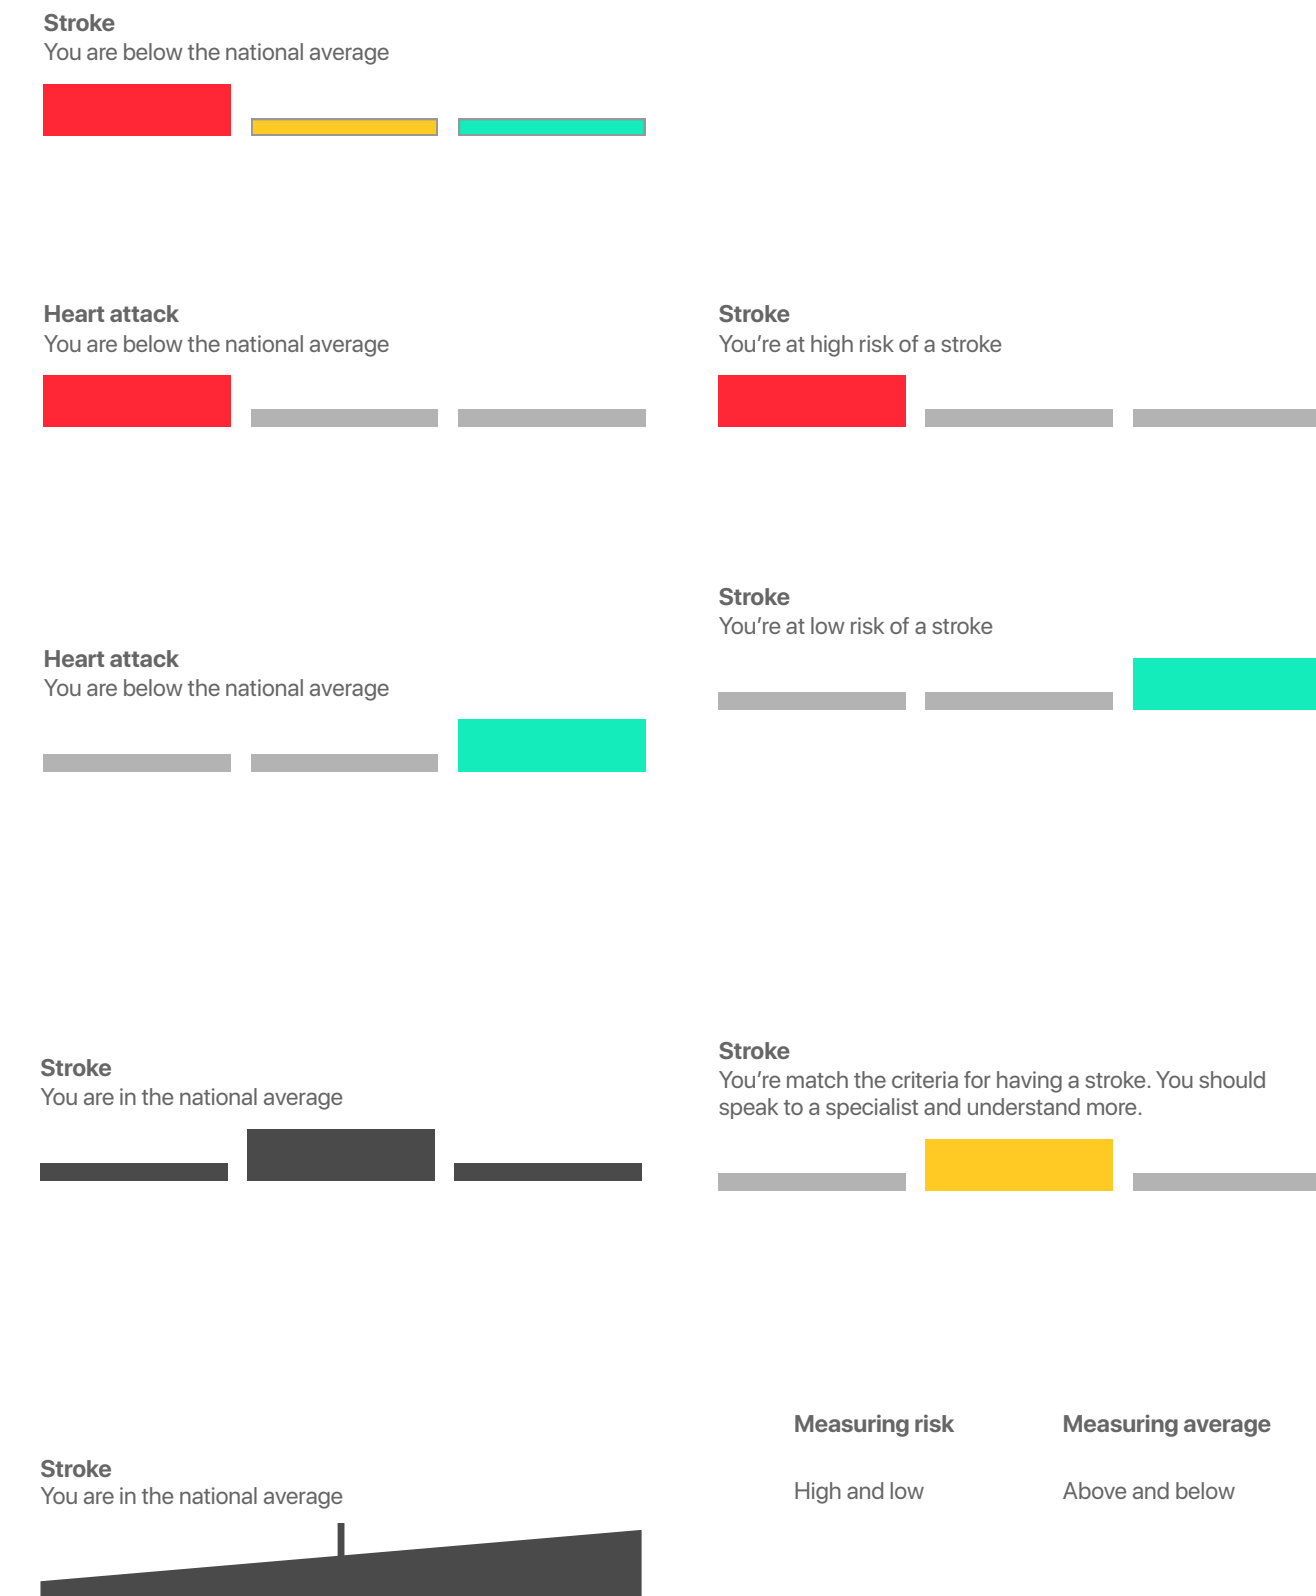 Stroke
You are below the national average
Heart attack
You are below the national average
Stroke
You’re at high risk of a stroke
Stroke
You’re at low risk of a stroke
Heart attack
You are below the national average
Stroke
You are in the national average
Stroke
You’re match the criteria for having a stroke. You should
speak to a specialist and understand more.
Measuring risk
Measuring average
High and low
Above and below
Stroke
You are in the national average